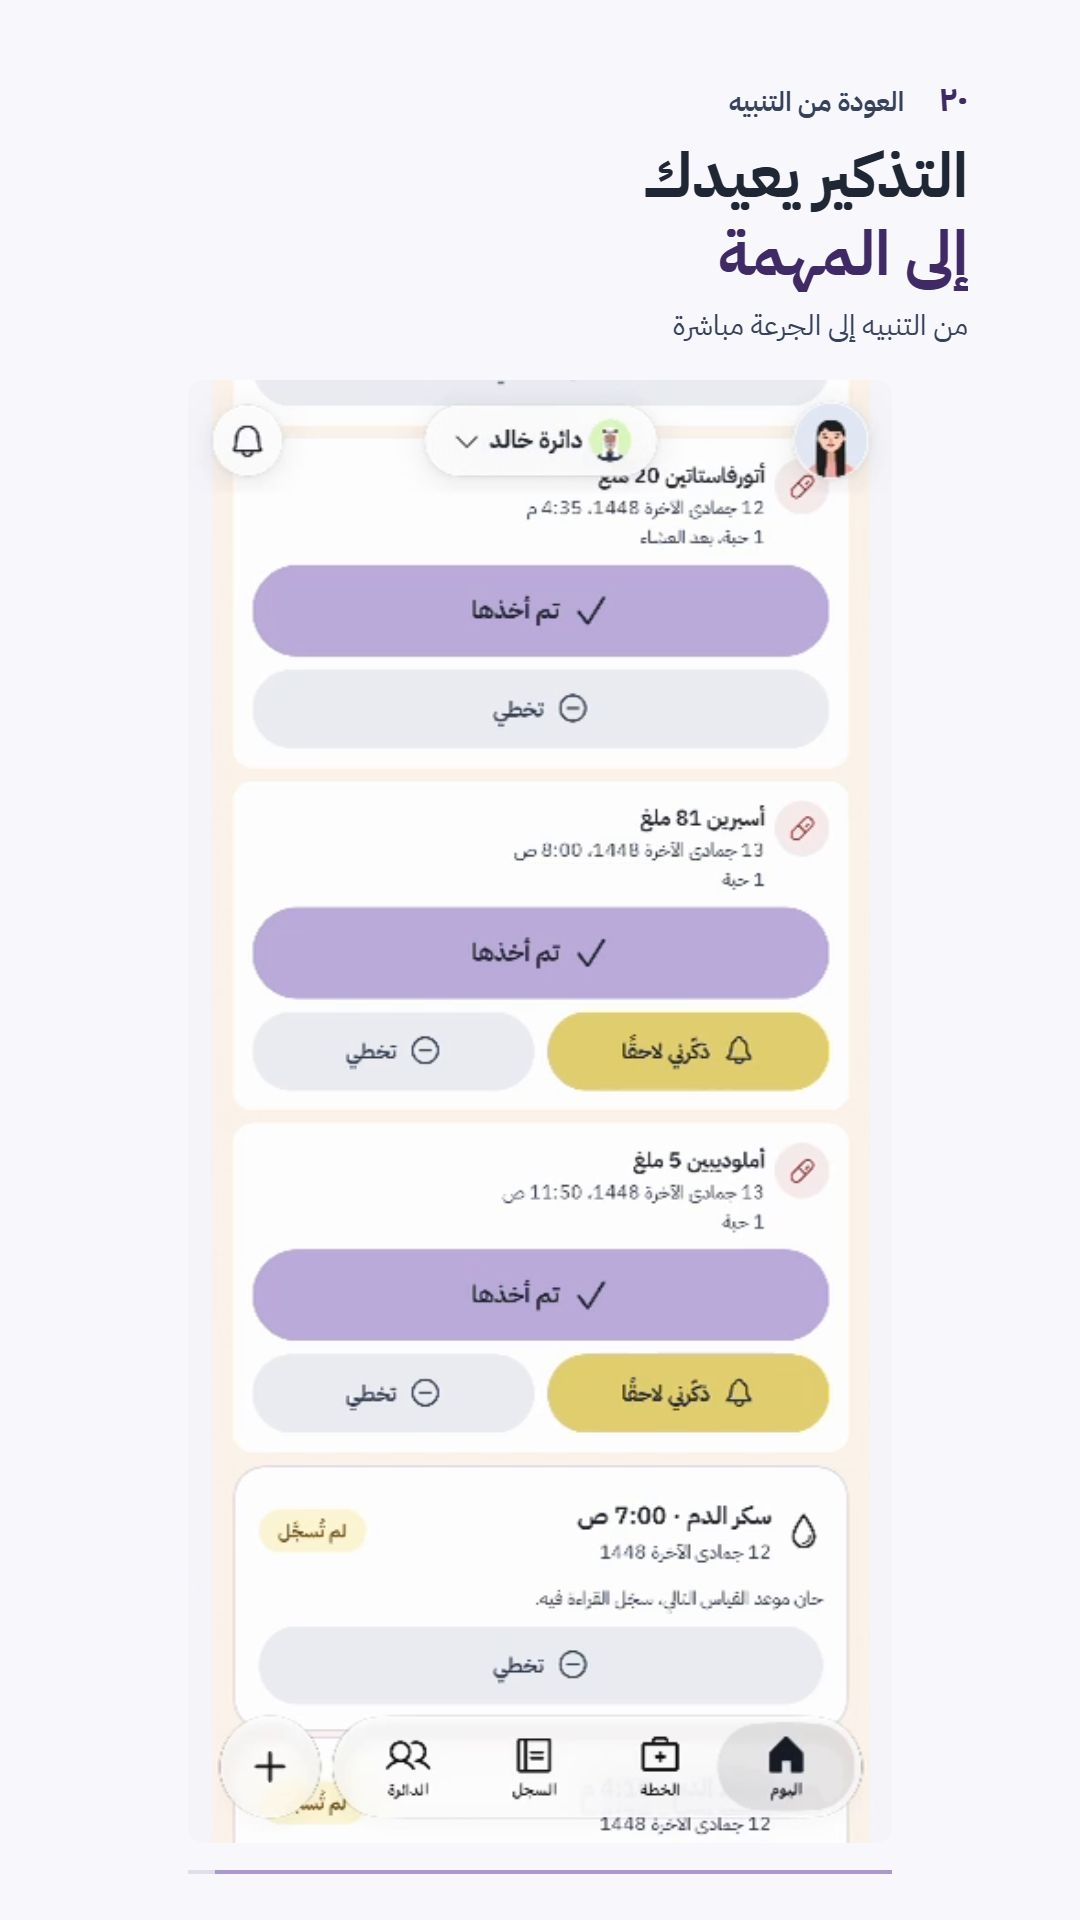 ٢٠ العودة من التنبيه
التذكير يعيدك
إلى المهمة
من التنبيه إلى الجرعة مباشرة
دائرة خالد
أتورفاستاتين 20 ملغ
12 جمادى الآخرة 1448، 4:35 م
1 حبة، بعد العشاء
تم أخذها
تخطي
أسبرين 81 ملغ
13 جمادى الآخرة 1448، 8:00 ص
1 حبة
تم أخذها
ذكّرني لاحقًا
تخطي
أملوديبين 5 ملغ
13 جمادى الآخرة 1448، 11:50 ص
1 حبة
تم أخذها
ذكّرني لاحقًا
تخطي
سكر الدم · 7:00 ص
لم تُسجَّل
12 جمادى الآخرة 1448
حان موعد القياس التالي، سجّل القراءة فيه.
تخطي
اليوم
الخطة
السجل
الدائرة
12 جمادى الآخرة 1448